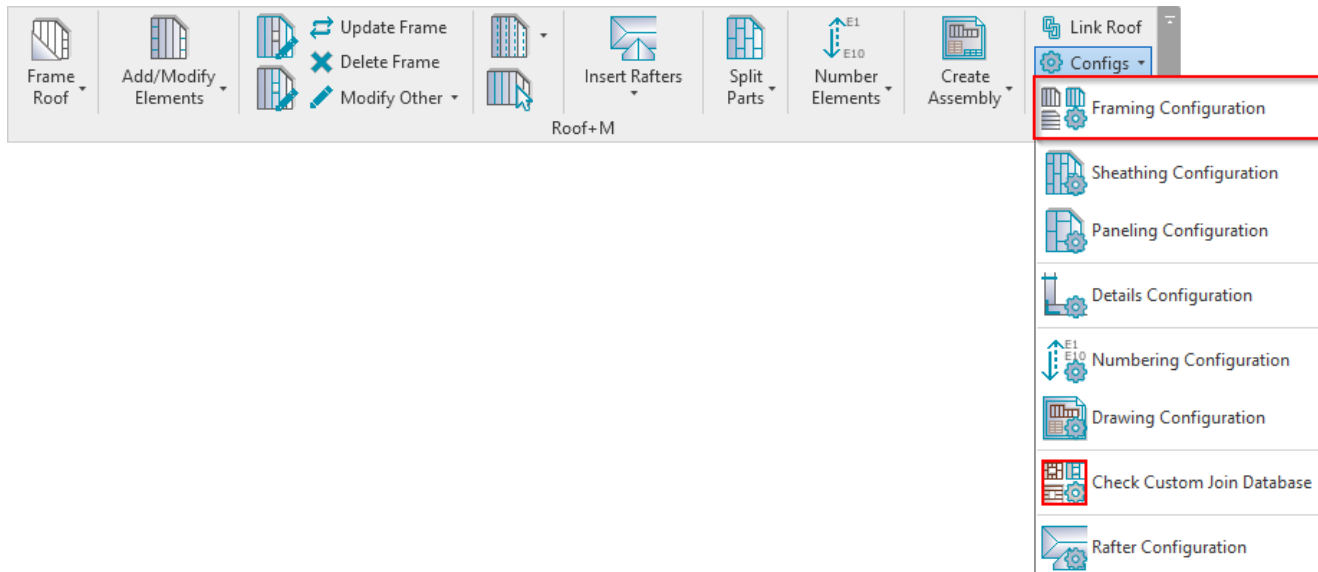 Frame
Roof
Add/Modify
Elements
Update Frame
Delete Frame
Modify Other
Insert Rafters
Split
Parts
E1
E10
Number
Elements
Create
Assembly
Link Roof
Configs
Roof+M
Framing Configuration
Sheathing Configuration
Paneling Configuration
Details Configuration
E1
E10
Numbering Configuration
Drawing Configuration
Check Custom Join Database
Rafter Configuration